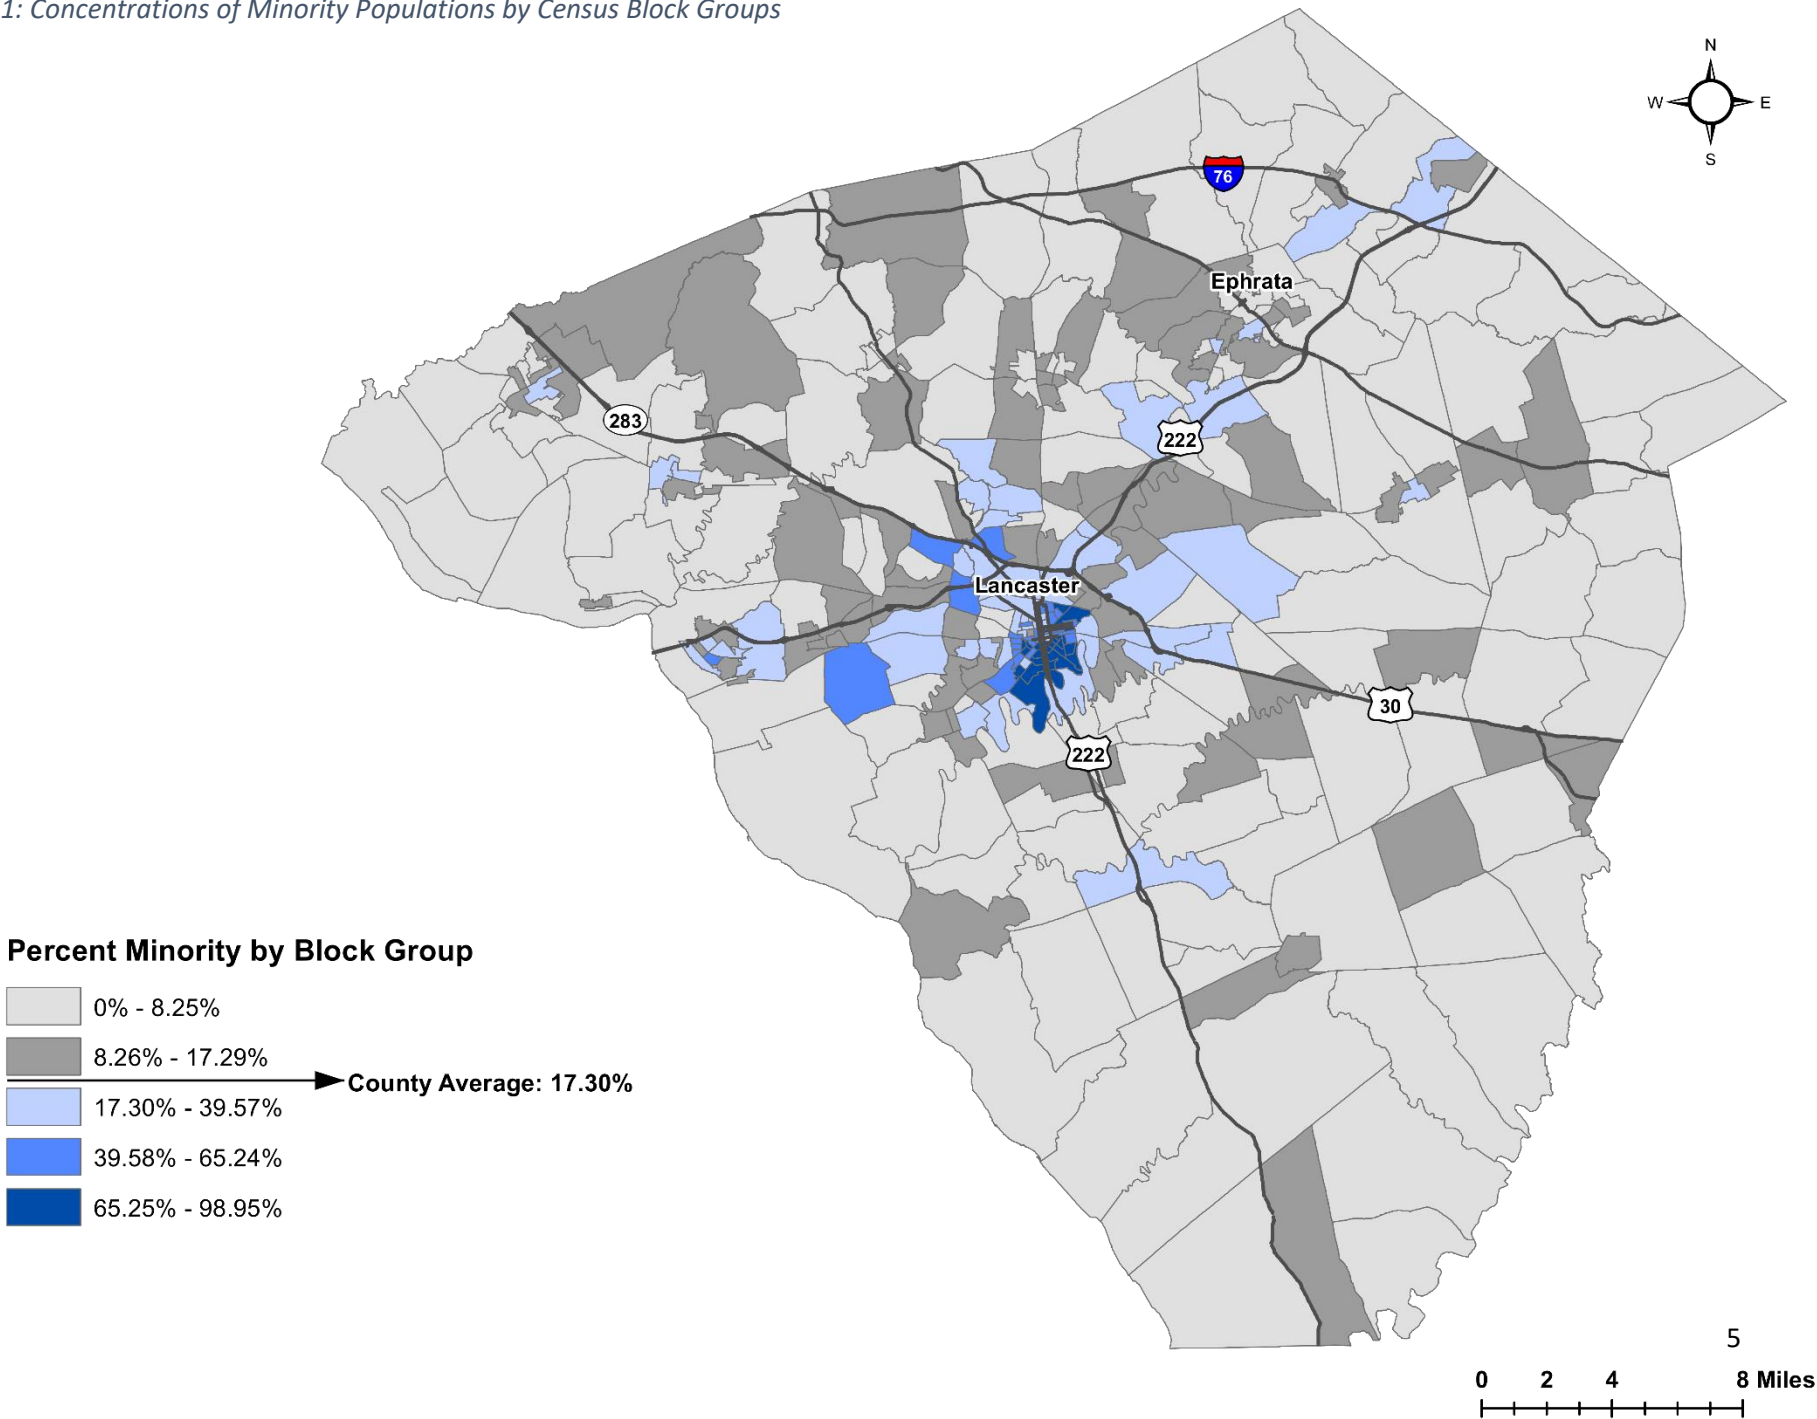 1: Concentrations of Minority Populations by Census Block Groups
N
W E
S
76
Ephrata
283
222
Lancaster
30
222
Percent Minority by Block Group
0% - 8.25%
8.26% - 17.29%
County Average: 17.30%
17.30% - 39.57%
39.58% - 65.24%
65.25% - 98.95%
5
0 2 4 8 Miles